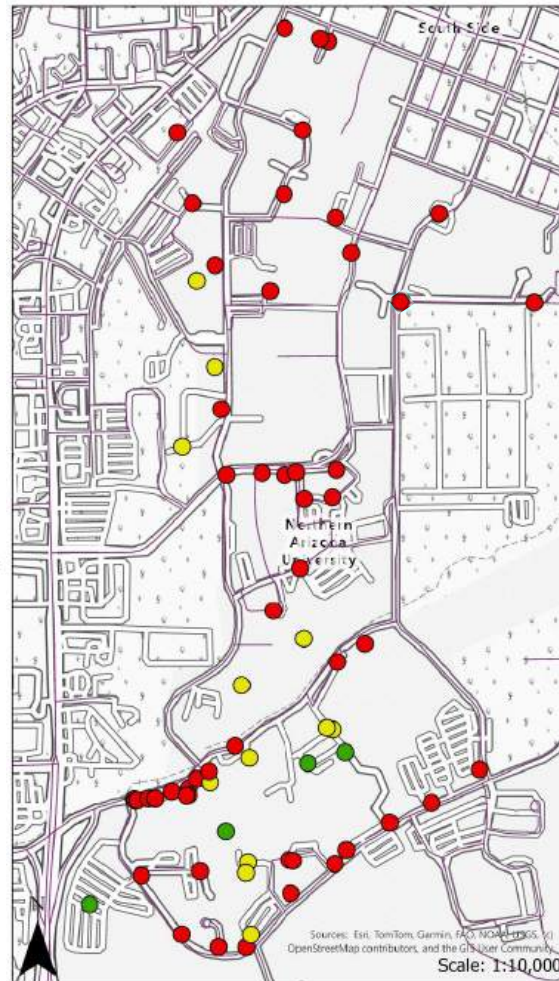 South Side
Northern
Arizona
University
Sources: Esri, TomTom, Garmin, FAO, NOAA, USGS, (c)
OpenStreetMap contributors, and the GIS User Community
Scale: 1:10,000